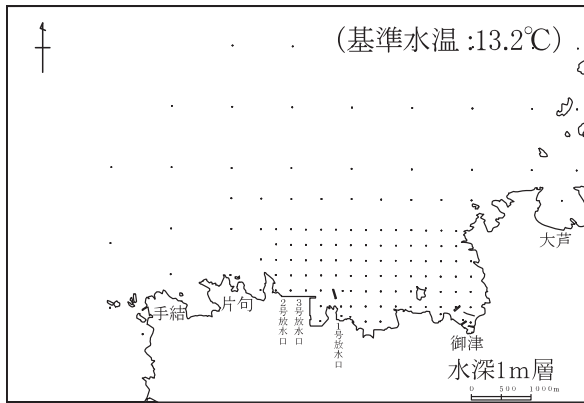 (基準水温:13.2℃)
大芦
手結
片句
2号放水口
3号放水口
1号放水口
御津
水深1m層
0 500 1000m